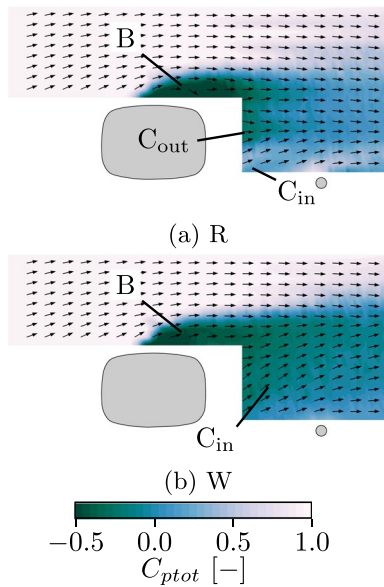 B
C_out
C_in
(a) R
B
C_in
(b) W
−0.5 0.0 0.5 1.0
C_ptot [−]